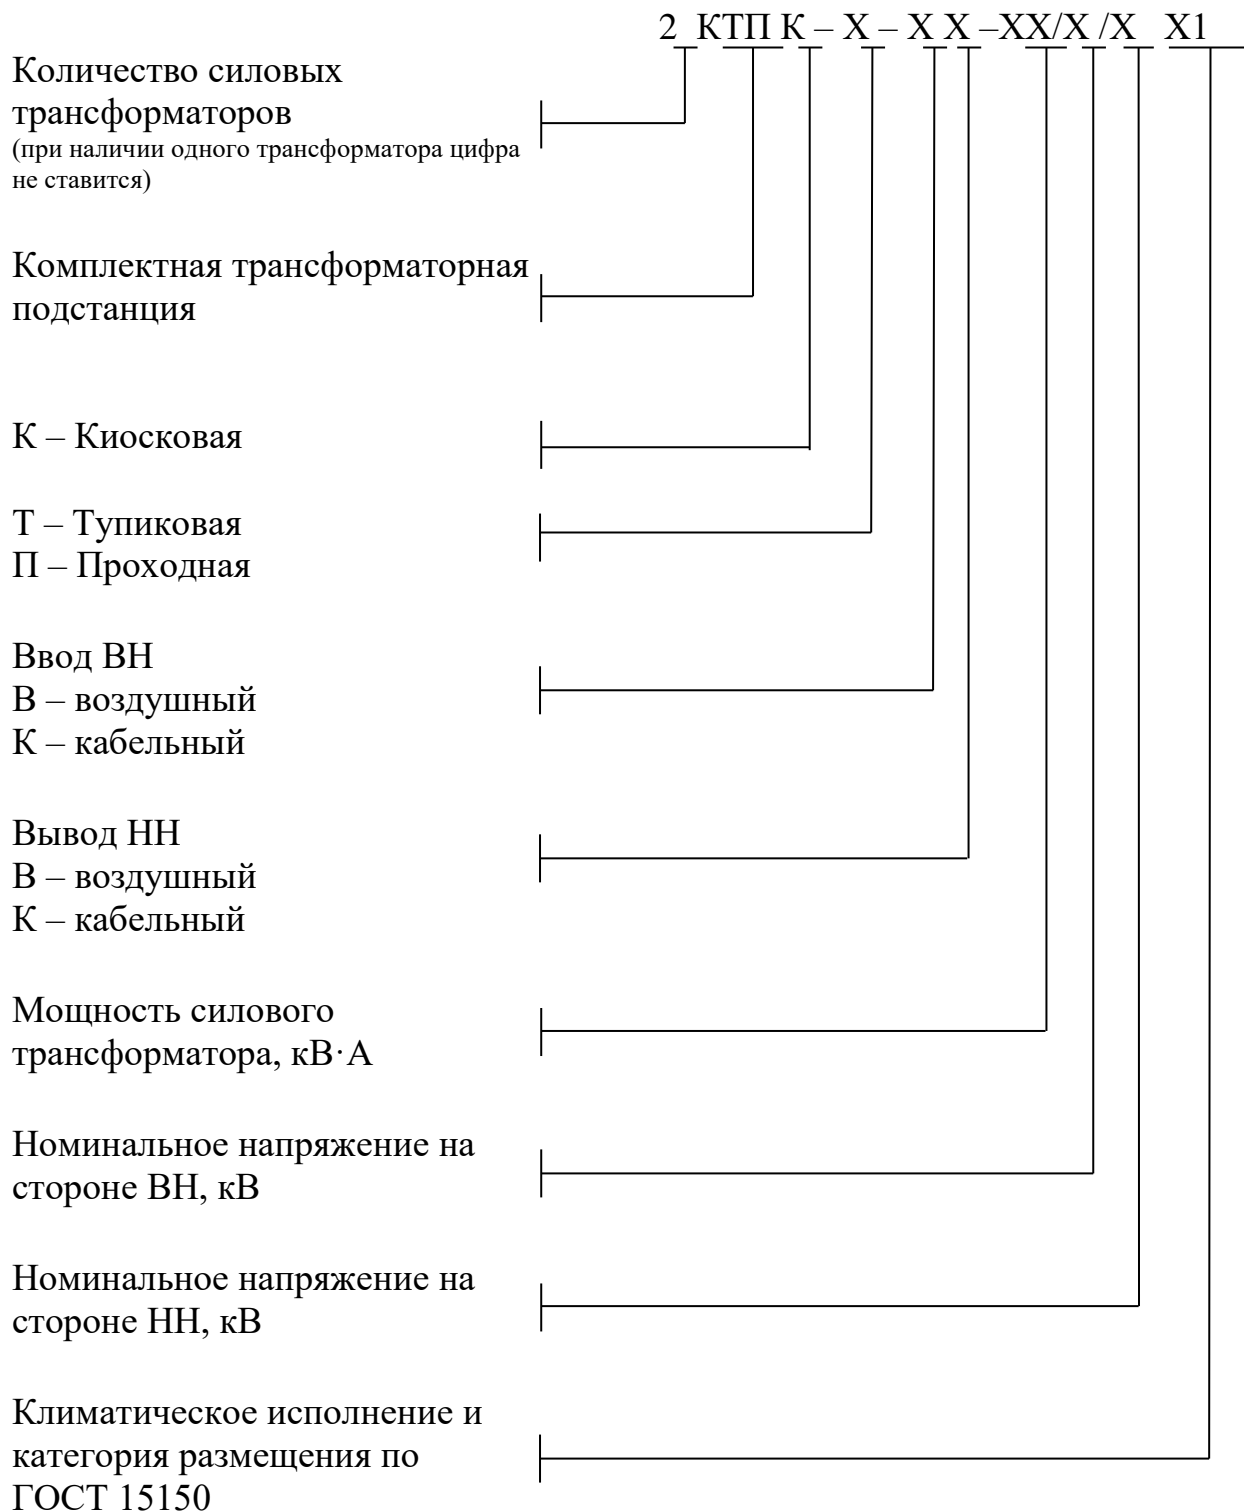 2 КТП К – Х – Х Х –ХХ/Х /Х Х1
Количество силовых
трансформаторов
(при наличии одного трансформатора цифра
не ставится)
Комплектная трансформаторная
подстанция
К – Киосковая
Т – Тупиковая
П – Проходная
Ввод ВН
В – воздушный
К – кабельный
Вывод НН
В – воздушный
К – кабельный
Мощность силового
трансформатора, кВ·А
Номинальное напряжение на
стороне ВН, кВ
Номинальное напряжение на
стороне НН, кВ
Климатическое исполнение и
категория размещения по
ГОСТ 15150